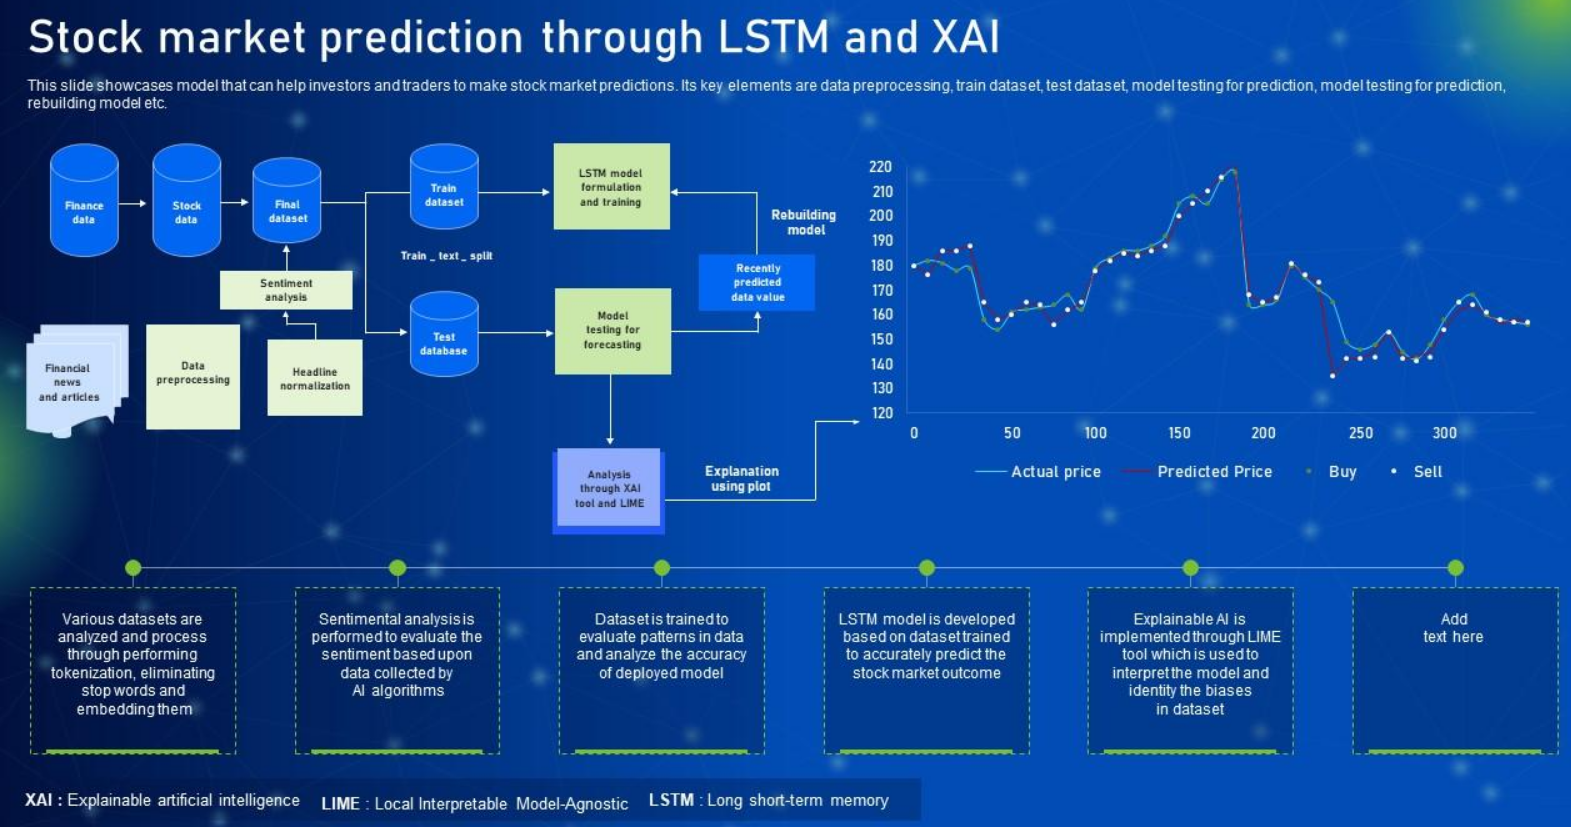 Stock market prediction through LSTM and XAI
This slide showcases model that can help investors and traders to make stock market predictions. Its key elements are data preprocessing, train dataset, test dataset, model testing for prediction, model testing for prediction,
rebuilding model etc.
Finance
data
Stock
data
Final
dataset
Train
dataset
LSTM model
formulation
and training
Rebuilding
model
Train _ text _ split
Sentiment
analysis
Recently
predicted
data value
Financial
news
and articles
Data
preprocessing
Headline
normalization
Test
database
Model
testing for
forecasting
Analysis
through XAI
tool and LIME
Explanation
using plot
220
210
200
190
180
170
160
150
140
130
120
0 50 100 150 200 250 300
Actual price Predicted Price Buy Sell
Various datasets are
analyzed and process
through performing
tokenization, eliminating
stop words and
embedding them
Sentimental analysis is
performed to evaluate the
sentiment based upon
data collected by
AI algorithms
Dataset is trained to
evaluate patterns in data
and analyze the accuracy
of deployed model
LSTM model is developed
based on dataset trained
to accurately predict the
stock market outcome
Explainable AI is
implemented through LIME
tool which is used to
interpret the model and
identity the biases
in dataset
Add
text here
XAI : Explainable artificial intelligence LIME : Local Interpretable Model-Agnostic LSTM : Long short-term memory